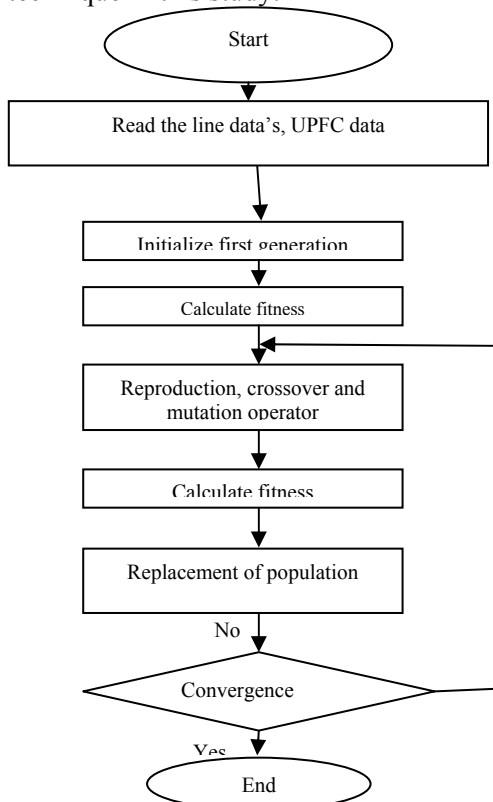 Start
Read the line data's, UPFC data
Initialize first generation
Calculate fitness
Reproduction, crossover and
mutation operator
Calculate fitness
Replacement of population
No
Convergence
Yes
End